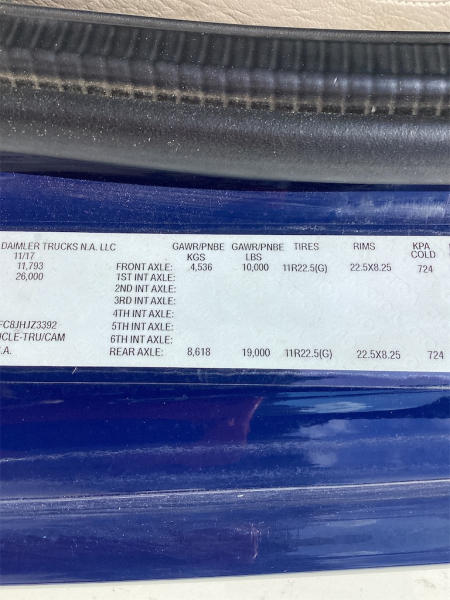 DAIMLER TRUCKS N.A. LLC GAWR/PNBE GAWR/PNBE TIRES RIMS KPA
11/17 KGS LBS COLD
11,793 FRONT AXLE: 4,536 10,000 11R22.5(G) 22.5X8.25 724
26,000 1ST INT AXLE:
2ND INT AXLE:
3RD INT AXLE:
4TH INT AXLE:
FC8JHJZ3392 5TH INT AXLE:
ICLE-TRU/CAM 6TH INT AXLE:
.A. REAR AXLE: 8,618 19,000 11R22.5(G) 22.5X8.25 724